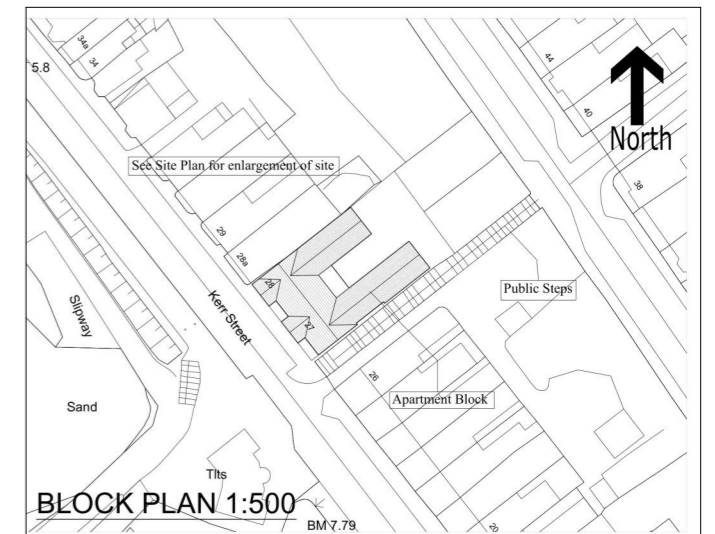 34a
34
5.8
44
40
North
38
See Site Plan for enlargement of site
29
28a
28
27
Kerr Street
Slipway
Public Steps
26
Apartment Block
Sand
Tlts
BLOCK PLAN 1:500
BM 7.79
20